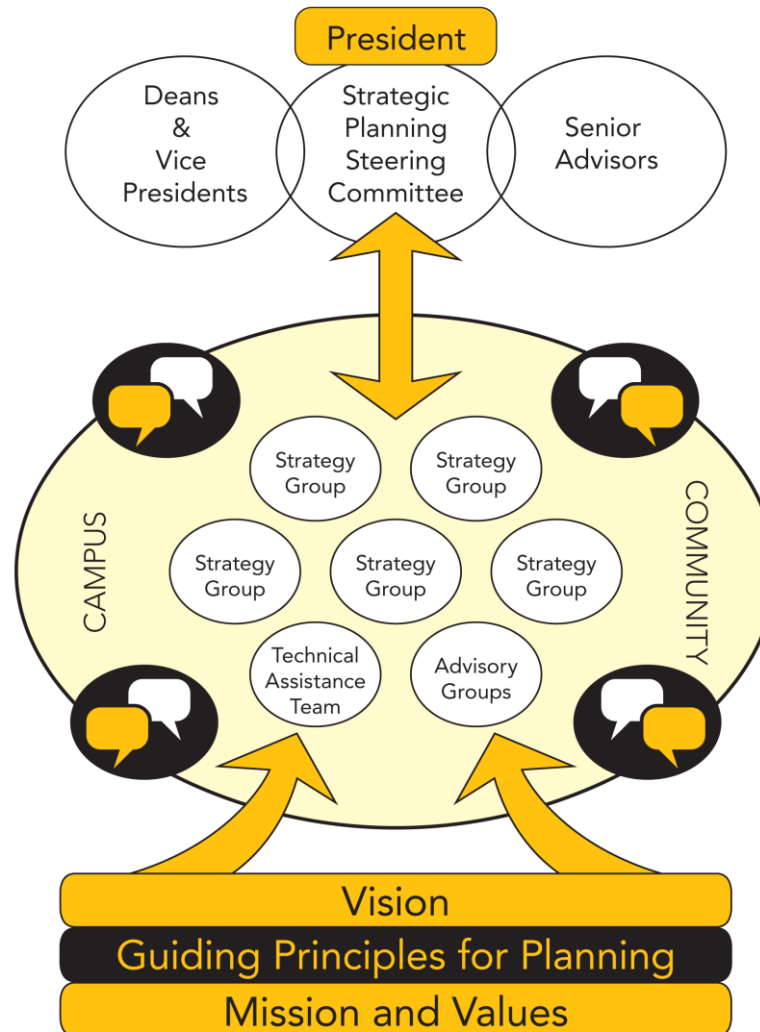 President
Deans
&
Vice
Presidents
Strategic
Planning
Steering
Committee
Senior
Advisors
CAMPUS
COMMUNITY
Strategy
Group
Strategy
Group
Strategy
Group
Strategy
Group
Strategy
Group
Technical
Assistance
Team
Advisory
Groups
Vision
Guiding Principles for Planning
Mission and Values